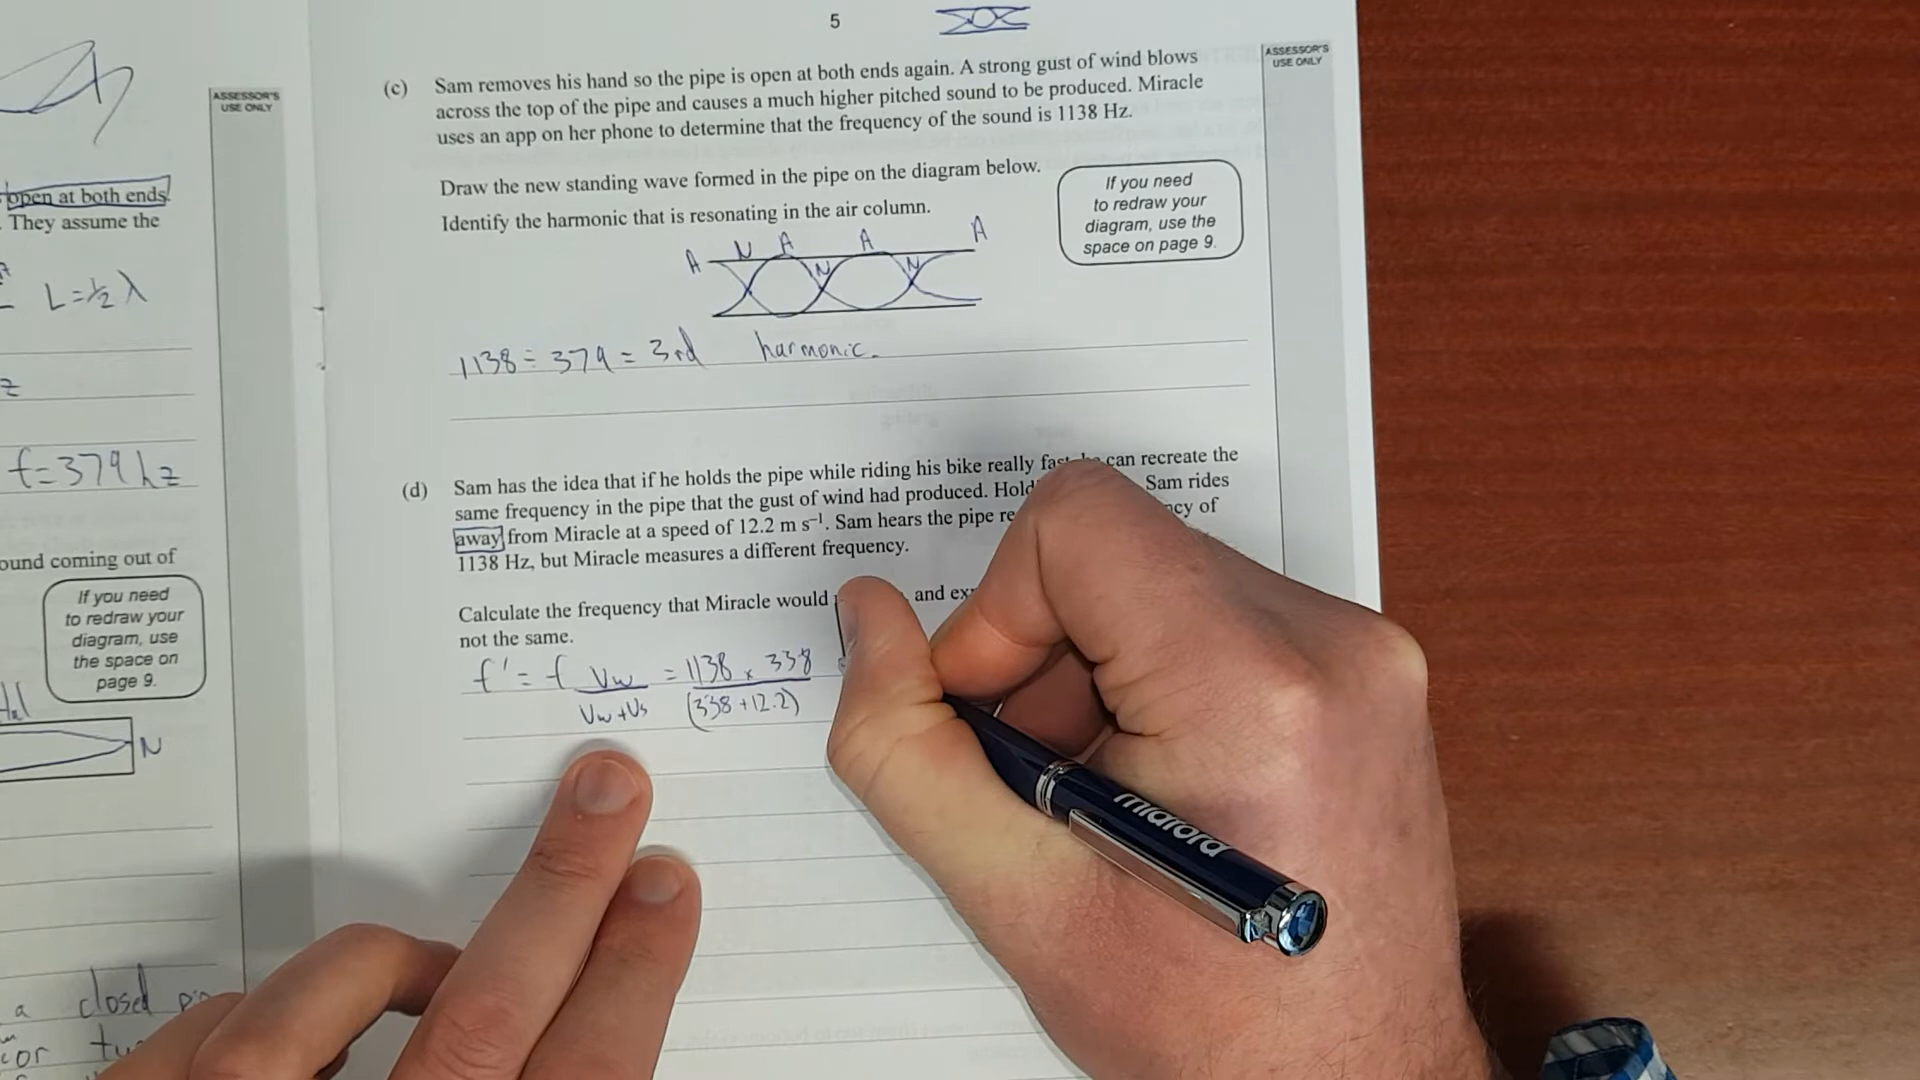 5
ASSESSOR'S
USE ONLY
open at both ends.
They assume the
L = ½ λ
f = 379 hz
ound coming out of
If you need
to redraw your
diagram, use
the space on
page 9.
N
a closed
or
(c) Sam removes his hand so the pipe is open at both ends again. A strong gust of wind blows
across the top of the pipe and causes a much higher pitched sound to be produced. Miracle
uses an app on her phone to determine that the frequency of the sound is 1138 Hz.
ASSESSOR'S
USE ONLY
Draw the new standing wave formed in the pipe on the diagram below.
Identify the harmonic that is resonating in the air column.
If you need
to redraw your
diagram, use the
space on page 9.
A N A A A
N N
1138 ÷ 379 = 3rd harmonic.
(d) Sam has the idea that if he holds the pipe while riding his bike really fast he can recreate the
same frequency in the pipe that the gust of wind had produced. Sam rides
away from Miracle at a speed of 12.2 m s⁻¹. Sam hears the pipe of
1138 Hz, but Miracle measures a different frequency.
Calculate the frequency that Miracle would and
not the same.
f' = f Vw = 1138 x 338
Vw + Vs (338 + 12.2)
midford